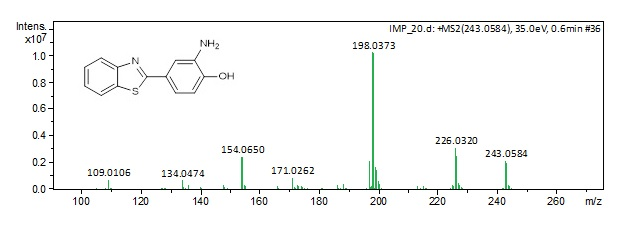 Intens.
x10⁷
IMP_20.d: +MS2(243.0584), 35.0eV, 0.6min #36
198.0373
NH₂
1.0
N
OH
0.8
S
0.6
0.4
154.0650
226.0320
243.0584
0.2
109.0106
134.0474
171.0262
0.0
100 120 140 160 180 200 220 240 260 m/z